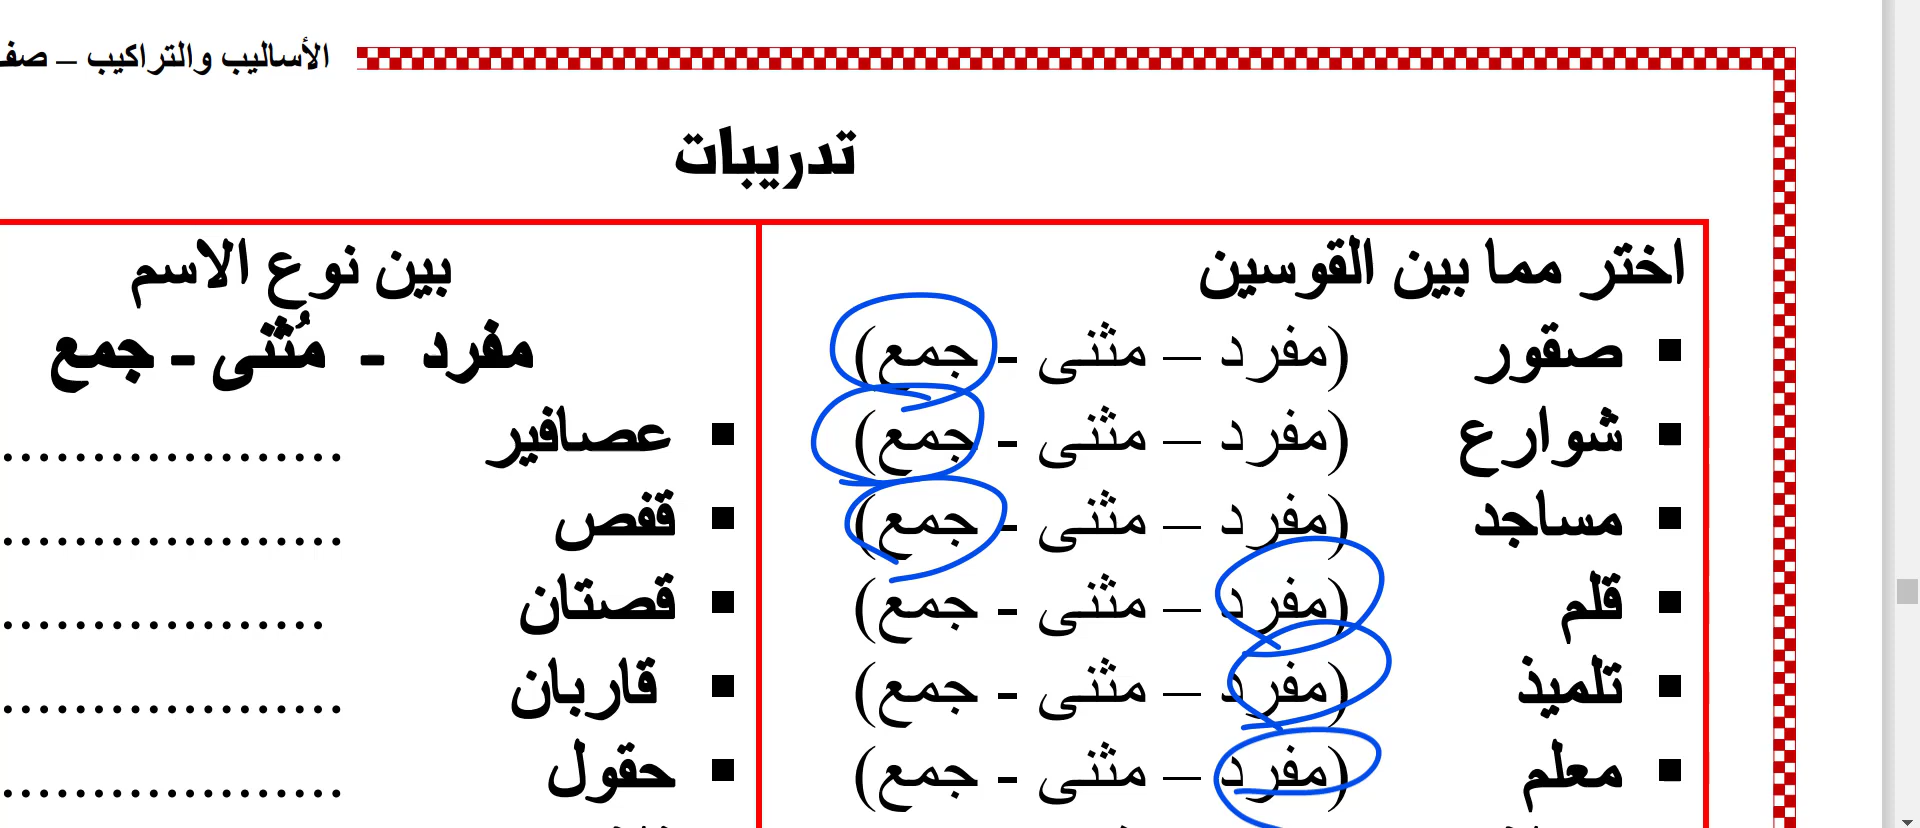 الأساليب والتراكيب – صف
تدريبات
اختر مما بين القوسين
▪ صقور (مفرد – مثنى - جمع)
▪ شوارع (مفرد – مثنى - جمع)
▪ مساجد (مفرد – مثنى - جمع)
▪ قلم (مفرد – مثنى - جمع)
▪ تلميذ (مفرد – مثنى - جمع)
▪ معلم (مفرد – مثنى - جمع)
بين نوع الاسم
مفرد - مُثنى - جمع
▪ عصافير ...................
▪ قفص ...................
▪ قصتان ..................
▪ قاربان ...................
▪ حقول ...................